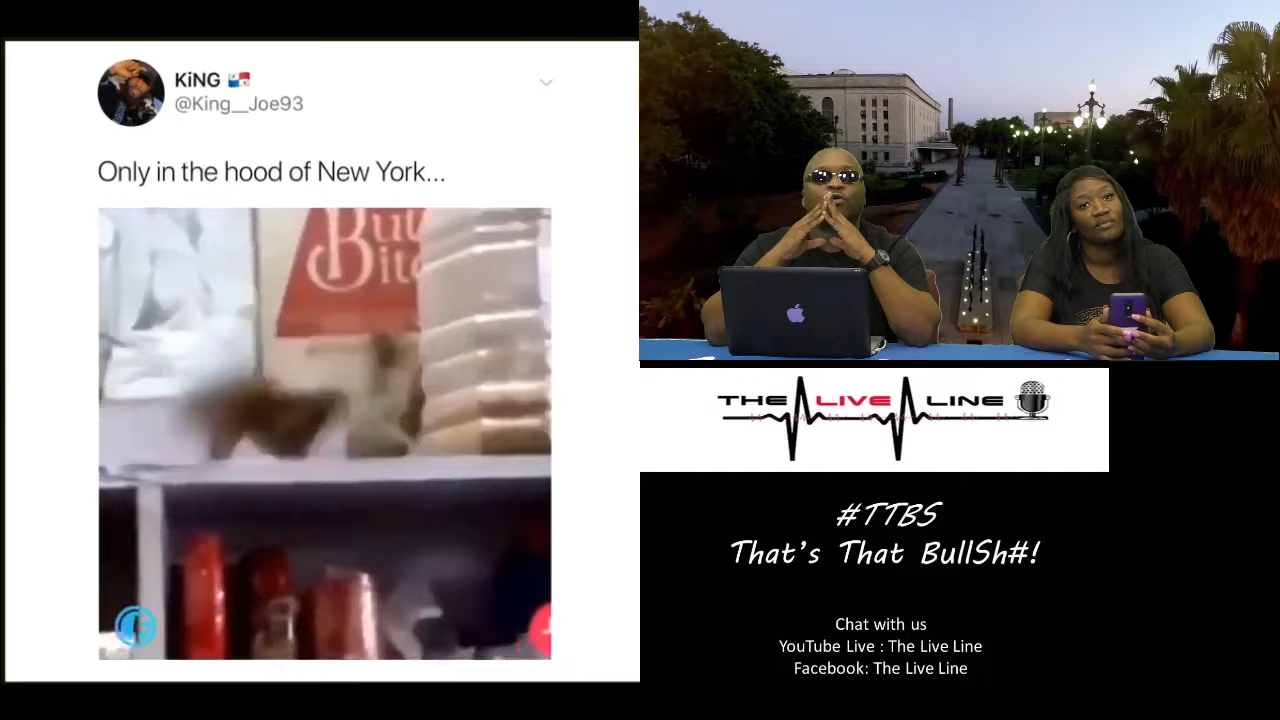 KiNG
@King__Joe93
Only in the hood of New York...
THE LIVE LINE
#TTBS
That's That BullSh#!
Chat with us
YouTube Live : The Live Line
Facebook: The Live Line